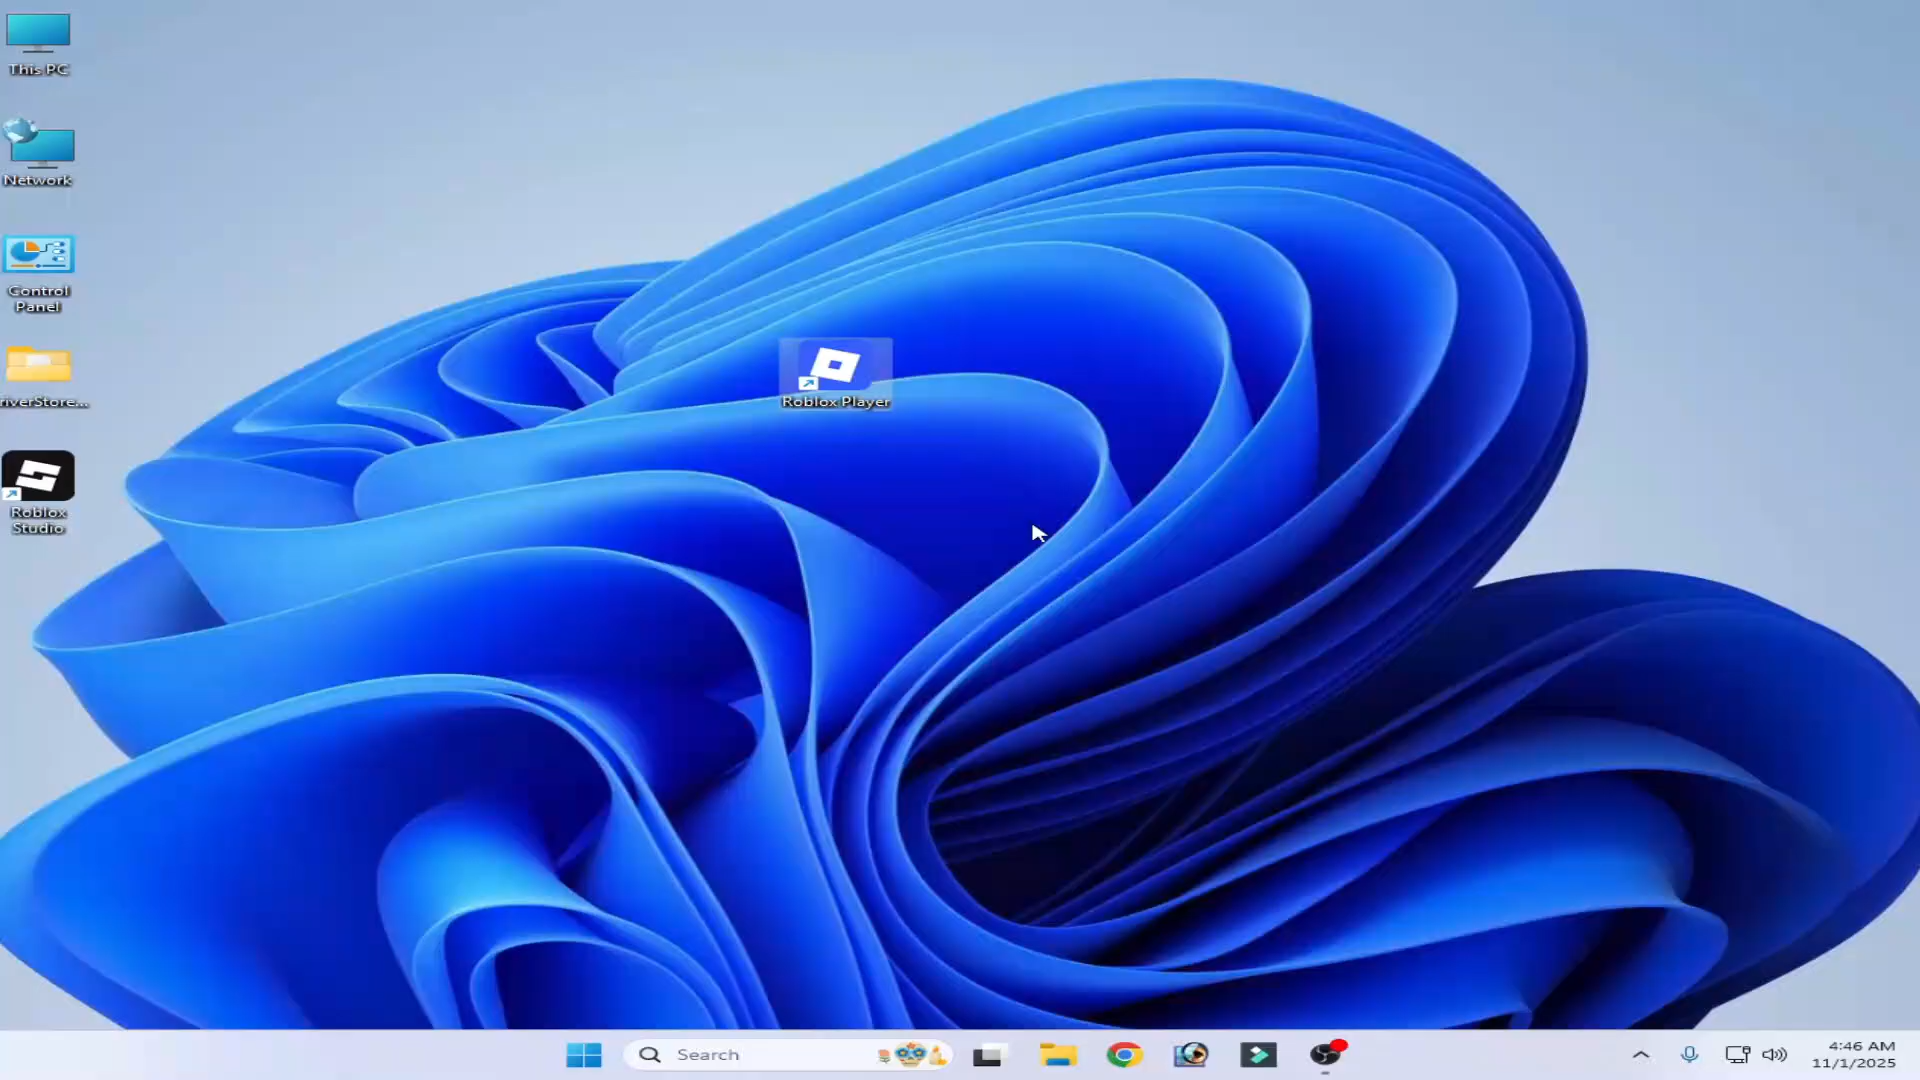 This PC
Network
Control
Panel
riverStore...
Roblox
Studio
Roblox Player
Search
4:46 AM
11/1/2025